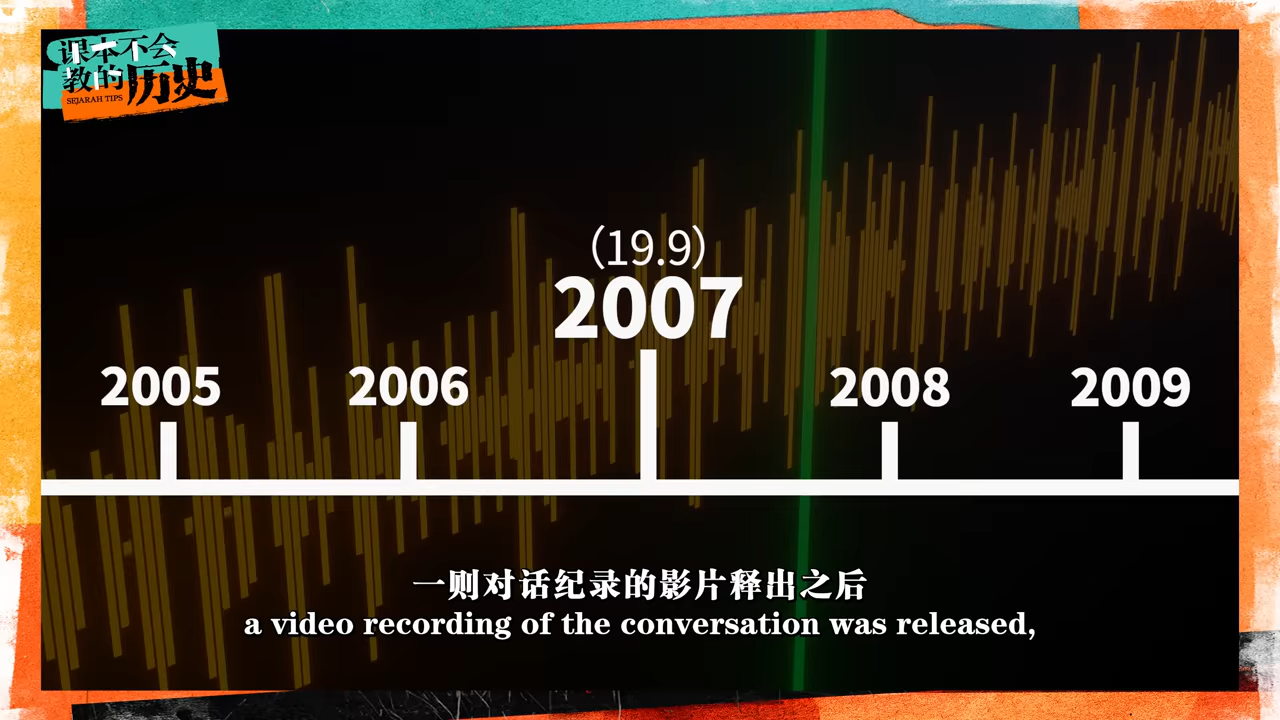 课本不会
教的历史
SEJARAH TIPS
(19.9)
2007
2005
2006
2008
2009
一则对话纪录的影片释出之后
a video recording of the conversation was released,